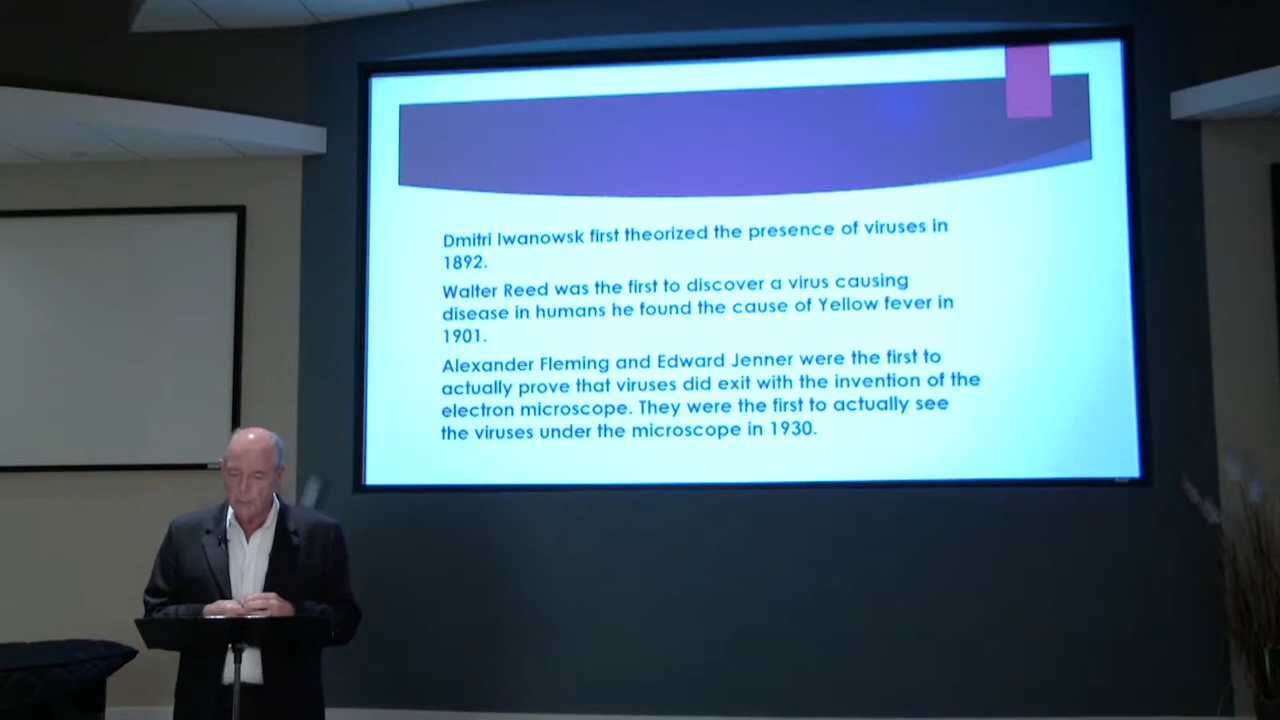 Dmitri Iwanowsk first theorized the presence of viruses in
1892.
Walter Reed was the first to discover a virus causing
disease in humans he found the cause of Yellow fever in
1901.
Alexander Fleming and Edward Jenner were the first to
actually prove that viruses did exit with the invention of the
electron microscope. They were the first to actually see
the viruses under the microscope in 1930.